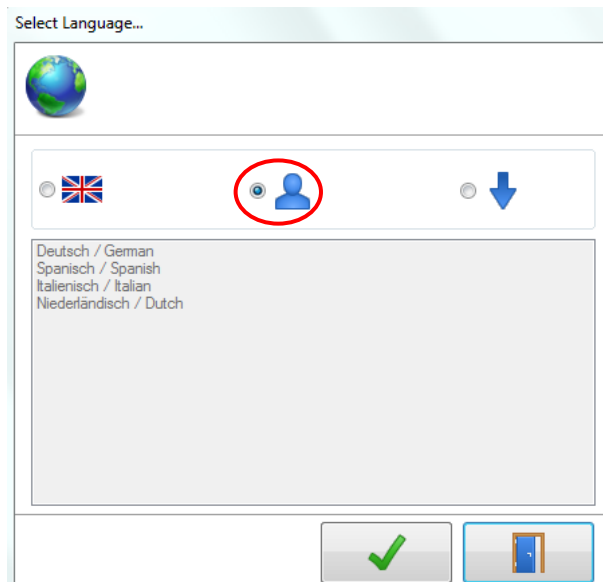 Select Language...
Deutsch / German
Spanisch / Spanish
Italienisch / Italian
Niederländisch / Dutch